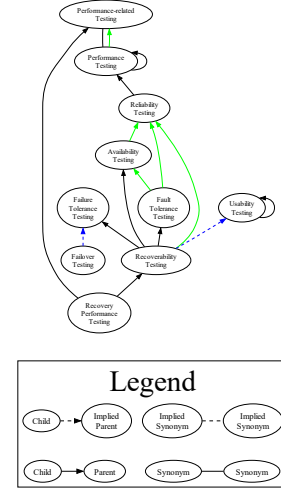 Performance-related
Testing
Performance
Testing
Reliability
Testing
Availability
Testing
Failure
Tolerance
Testing
Fault
Tolerance
Testing
Usability
Testing
Failover
Testing
Recoverability
Testing
Recovery
Performance
Testing
Legend
Child
Implied
Parent
Implied
Synonym
Implied
Synonym
Child
Parent
Synonym
Synonym